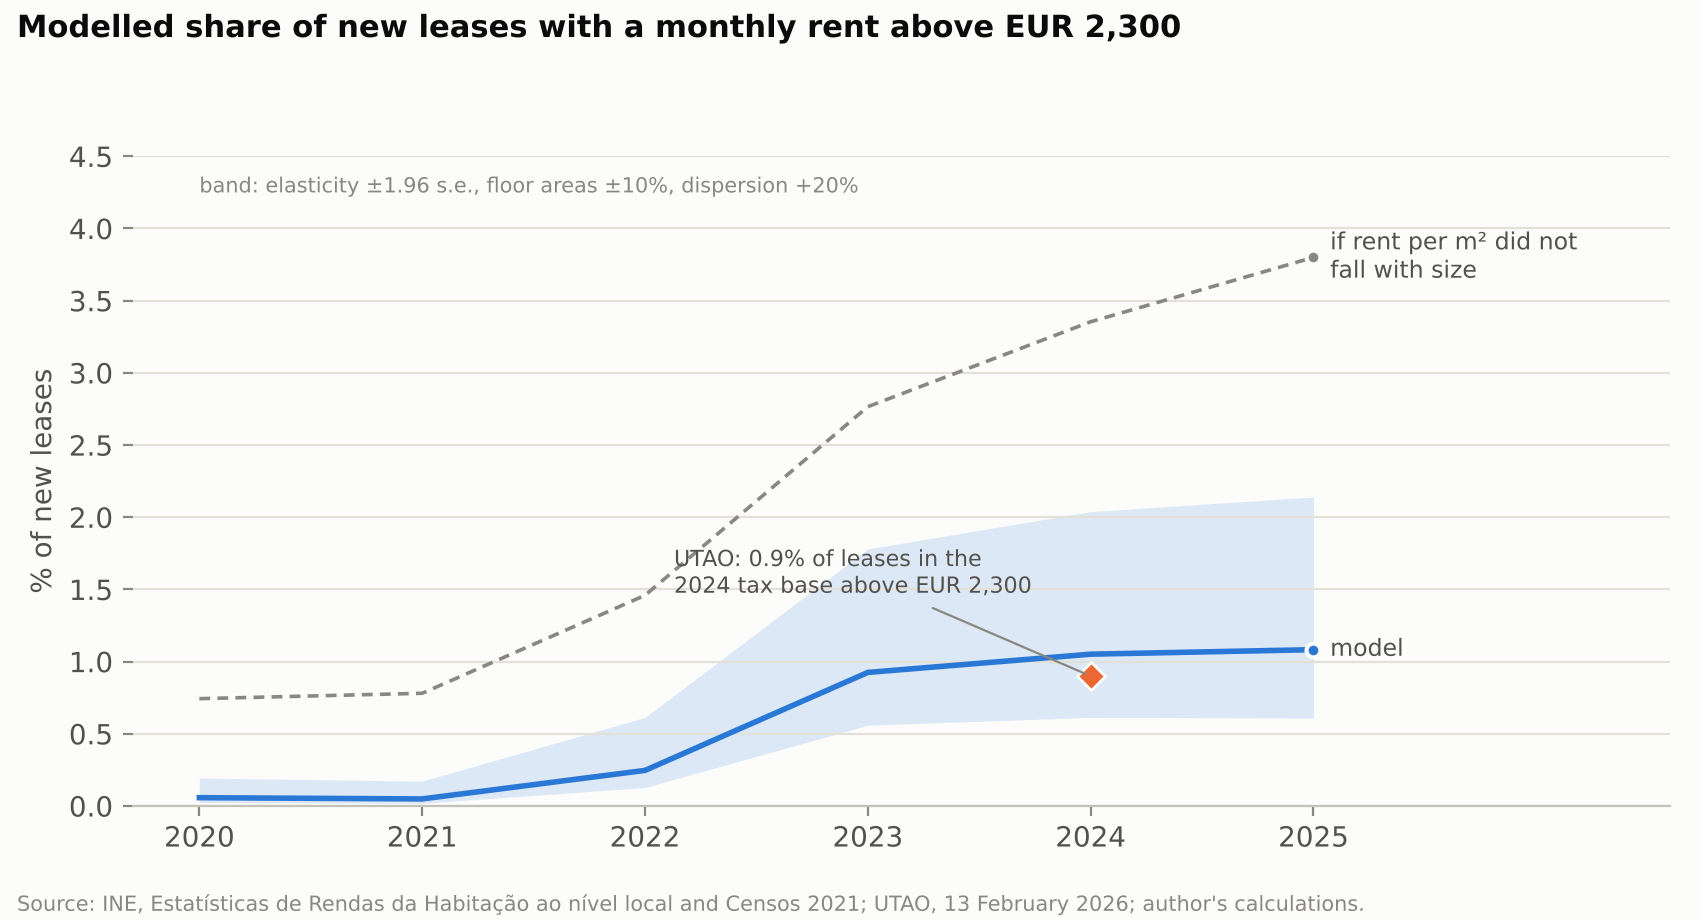 Modelled share of new leases with a monthly rent above EUR 2,300
% of new leases
4.5
4.0
3.5
3.0
2.5
2.0
1.5
1.0
0.5
0.0
band: elasticity ±1.96 s.e., floor areas ±10%, dispersion +20%
if rent per m² did not
fall with size
UTAO: 0.9% of leases in the
2024 tax base above EUR 2,300
model
2020
2021
2022
2023
2024
2025
Source: INE, Estatísticas de Rendas da Habitação ao nível local and Censos 2021; UTAO, 13 February 2026; author's calculations.